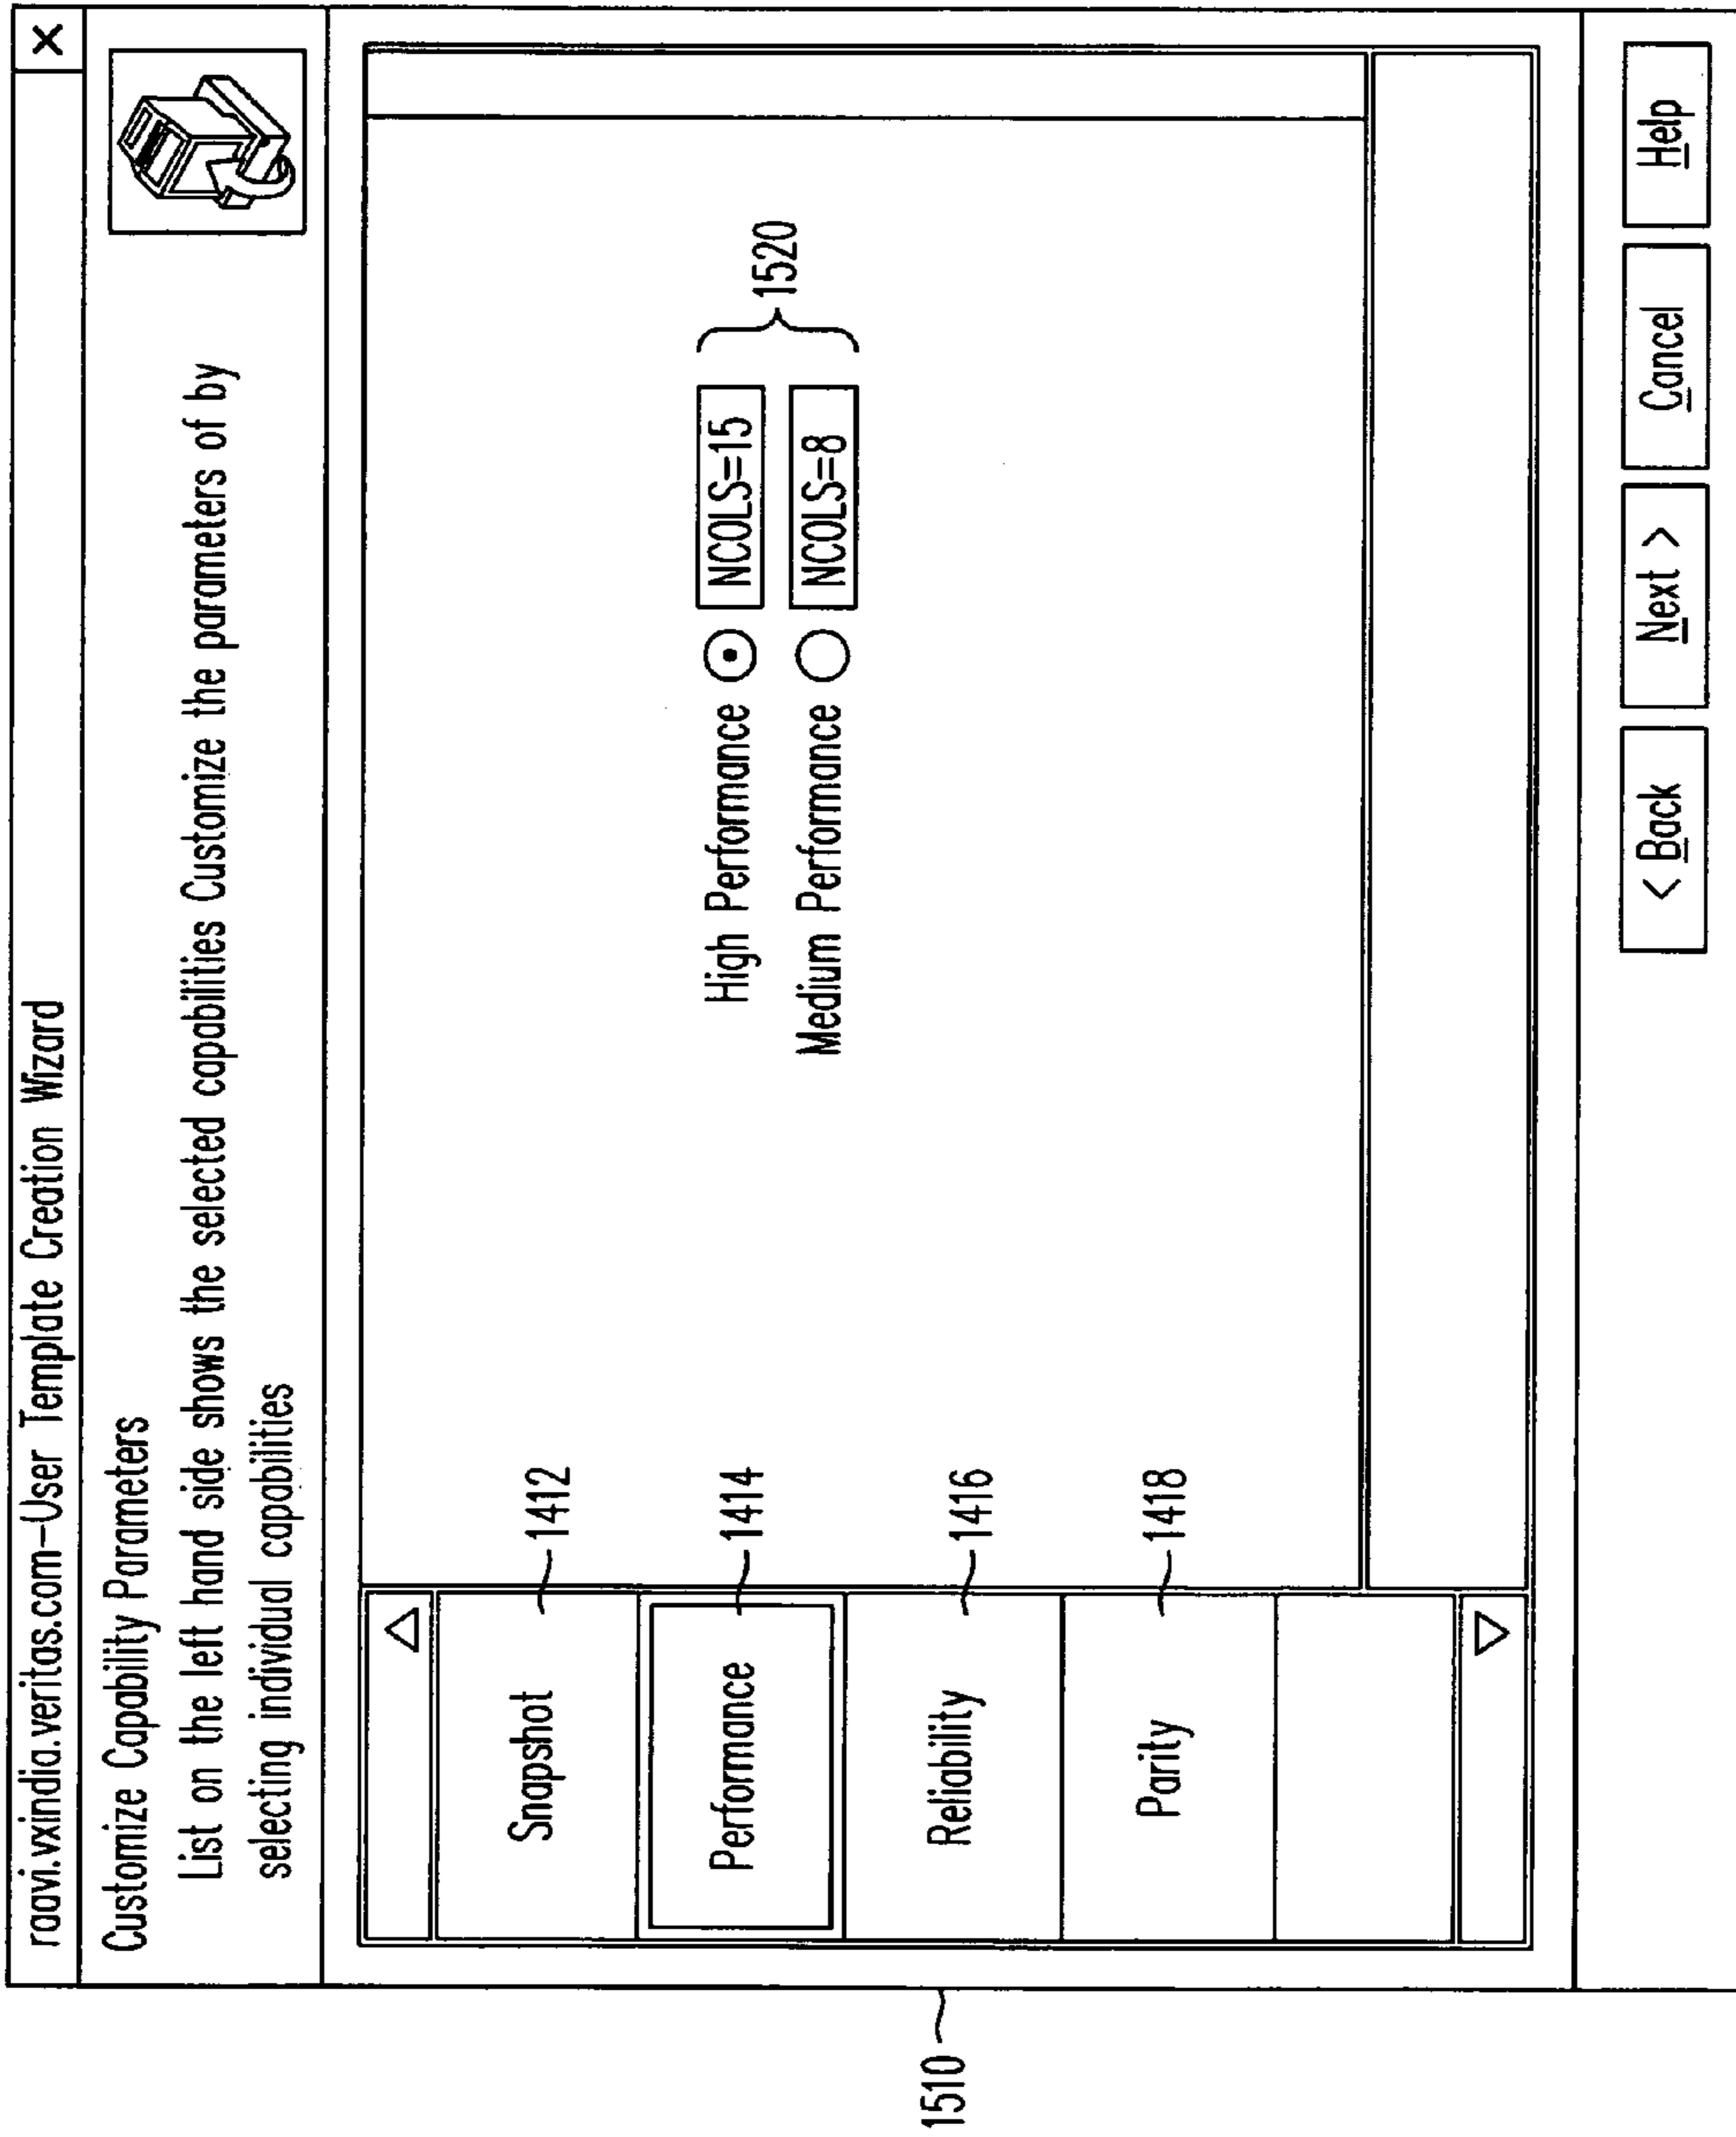 raavi.vxindia.veritas.com-User Template Creation Wizard X
Customize Capability Parameters
List on the left hand side shows the selected capabilities Customize the parameters of by
selecting individual capabilities
Snapshot 1412
Performance 1414
Reliability 1416
Parity 1418
High Performance NCOLS=15
Medium Performance NCOLS=8
1520
1510
< Back Next > Cancel Help